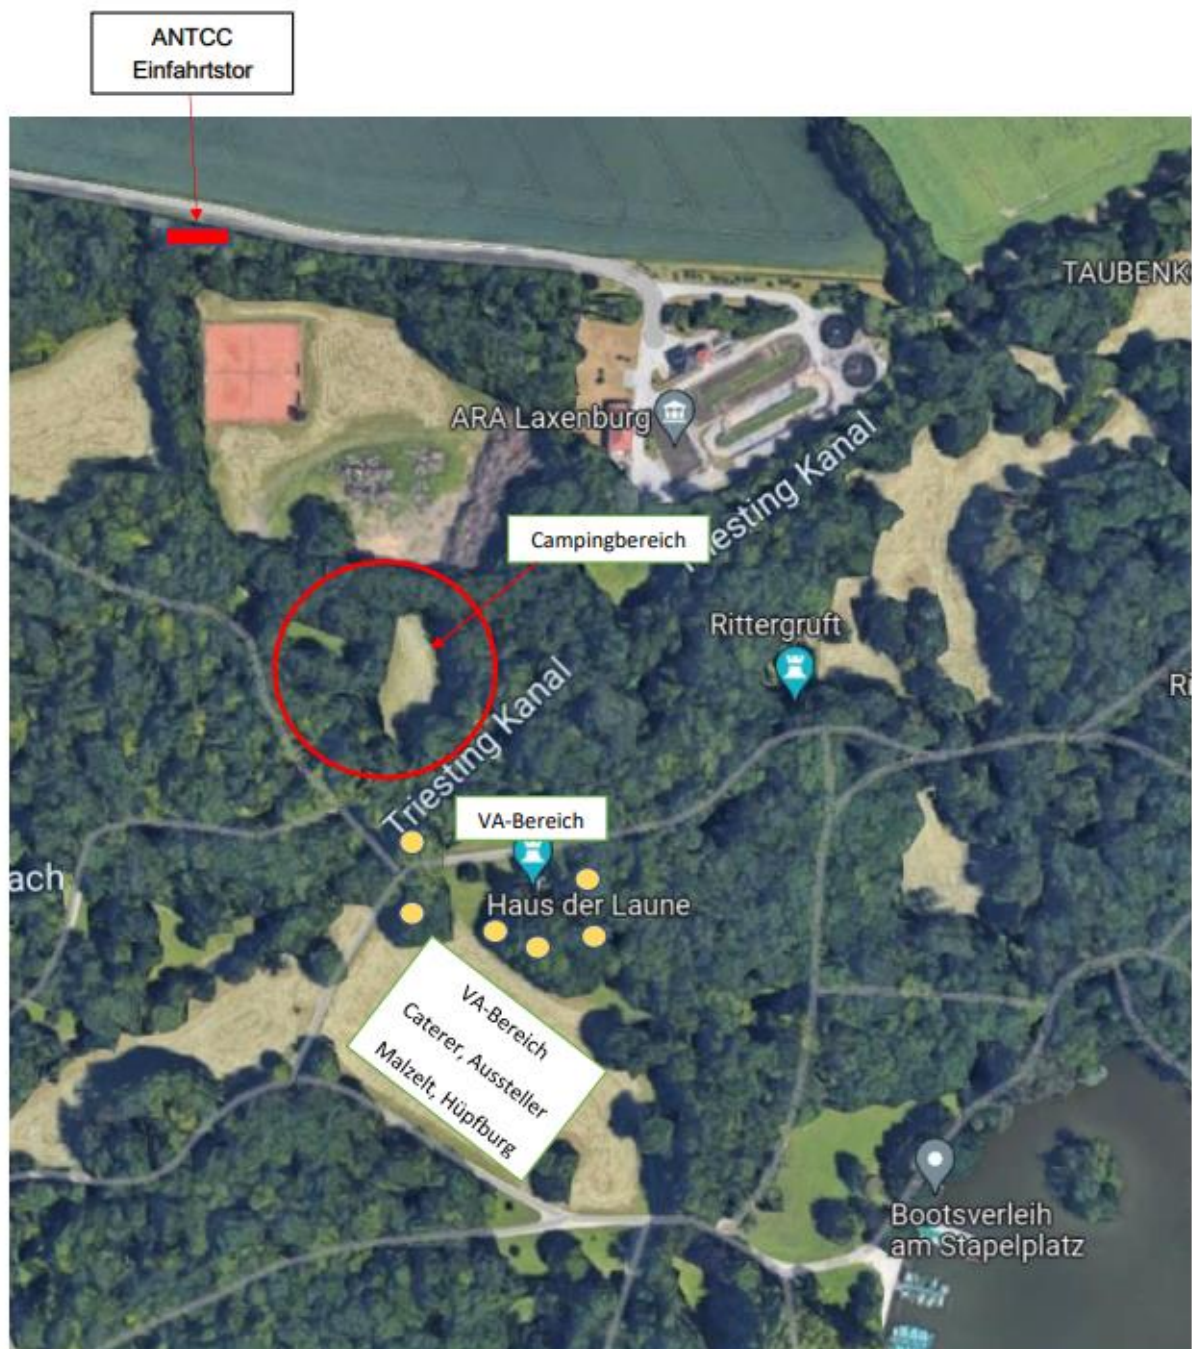 ANTCC
Einfahrtstor
TAUBENK
ARA Laxenburg
Triesting Kanal
Campingbereich
Rittergruft
Ri
Triesting Kanal
VA-Bereich
ach
Haus der Laune
VA-Bereich
Caterer, Aussteller
Malzelt, Hüpfburg
Bootsverleih
am Stapelplatz